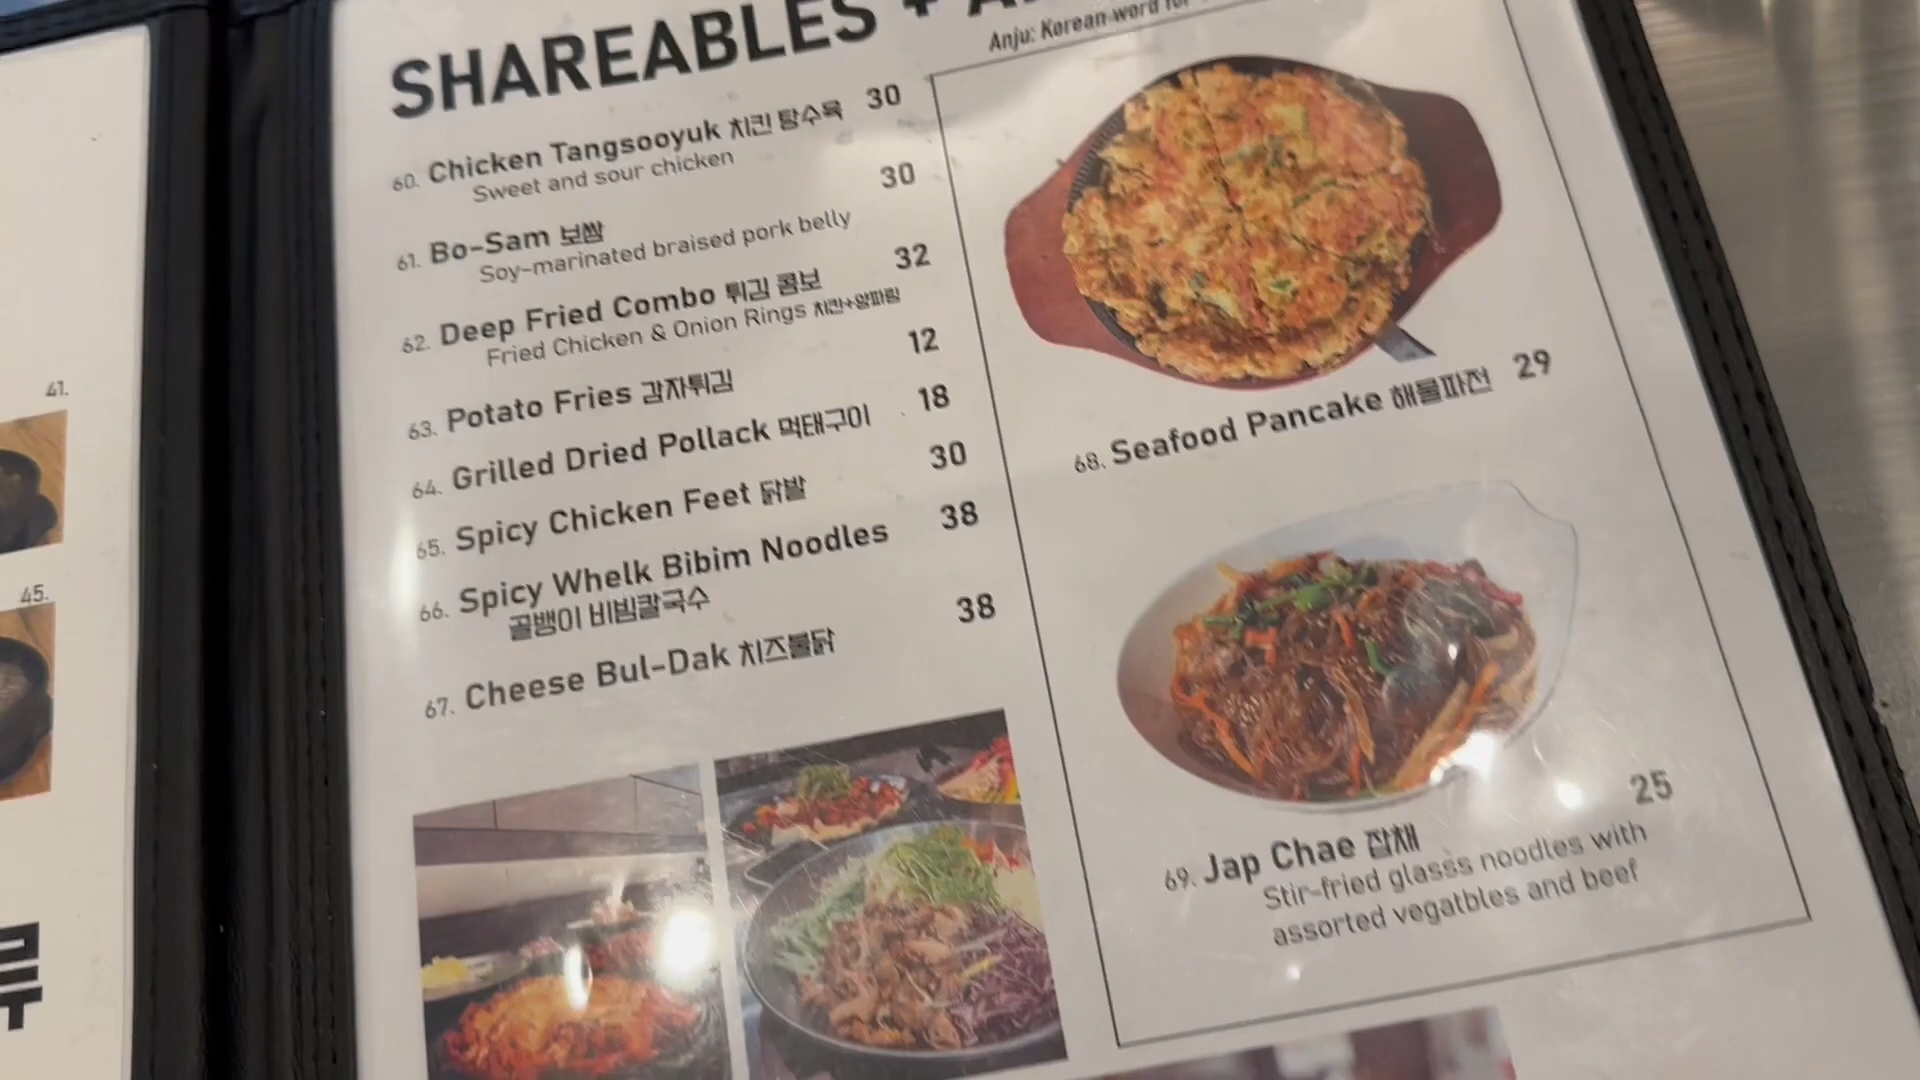 SHAREABLES +
Anju: Korean word for
60. Chicken Tangsooyuk 치킨 탕수육 30
Sweet and sour chicken
61. Bo-Sam 보쌈 30
Soy-marinated braised pork belly
62. Deep Fried Combo 튀김 콤보 32
Fried Chicken & Onion Rings 치킨+양파링
63. Potato Fries 감자튀김 12
64. Grilled Dried Pollack 먹태구이 18
65. Spicy Chicken Feet 닭발 30
66. Spicy Whelk Bibim Noodles 38
골뱅이 비빔칼국수
67. Cheese Bul-Dak 치즈불닭 38
68. Seafood Pancake 해물파전 29
69. Jap Chae 잡채 25
Stir-fried glasss noodles with
assorted vegatbles and beef
41.
45.
류